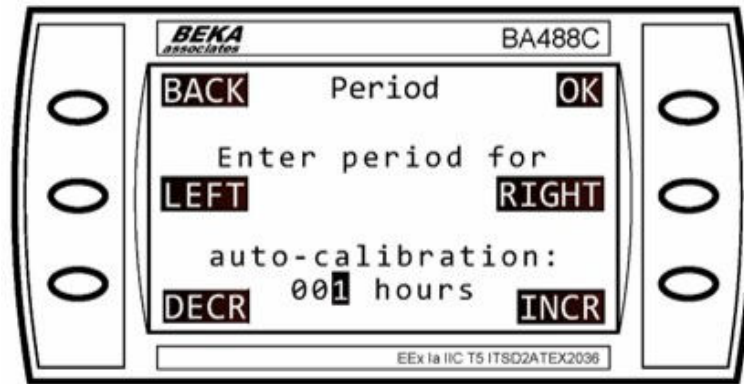 BEKA BA488C
associates
BACK Period OK
Enter period for
LEFT RIGHT
auto-calibration:
DECR 001 hours INCR
EEx Ia IIC T5 ITSD2ATEX2036